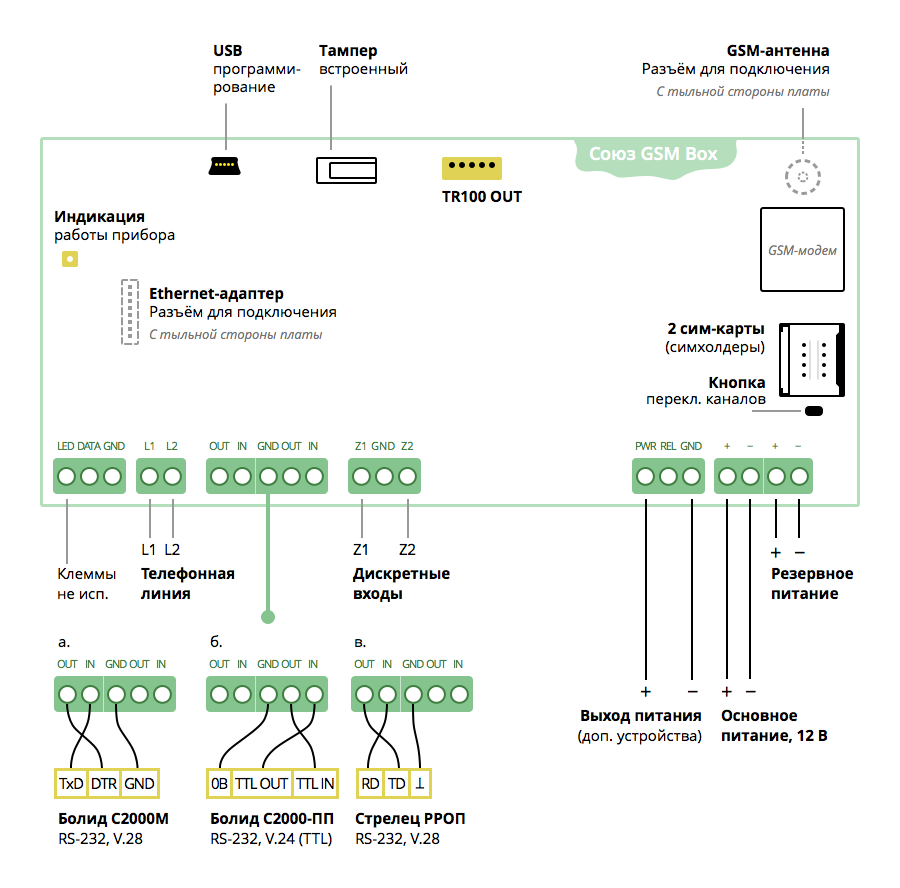 USB
программи-
рование
Тампер
встроенный
GSM-антенна
Разъём для подключения
С тыльной стороны платы
Союз GSM Box
TR100 OUT
Индикация
работы прибора
GSM-модем
Ethernet-адаптер
Разъём для подключения
С тыльной стороны платы
2 сим-карты
(симхолдеры)
Кнопка
перекл. каналов
LED DATA GND L1 L2 OUT IN GND OUT IN Z1 GND Z2 PWR REL GND + − + −
L1 L2 Z1 Z2 + −
Клеммы
не исп.
Телефонная
линия
Дискретные
входы
Резервное
питание
а.
OUT IN GND OUT IN
б.
OUT IN GND OUT IN
в.
OUT IN GND OUT IN
+ − + −
Выход питания
(доп. устройства)
Основное
питание, 12 В
TxD DTR GND
0В TTL OUT TTL IN
RD TD ⊥
Болид С2000М
RS-232, V.28
Болид С2000-ПП
RS-232, V.24 (TTL)
Стрелец РРОП
RS-232, V.28